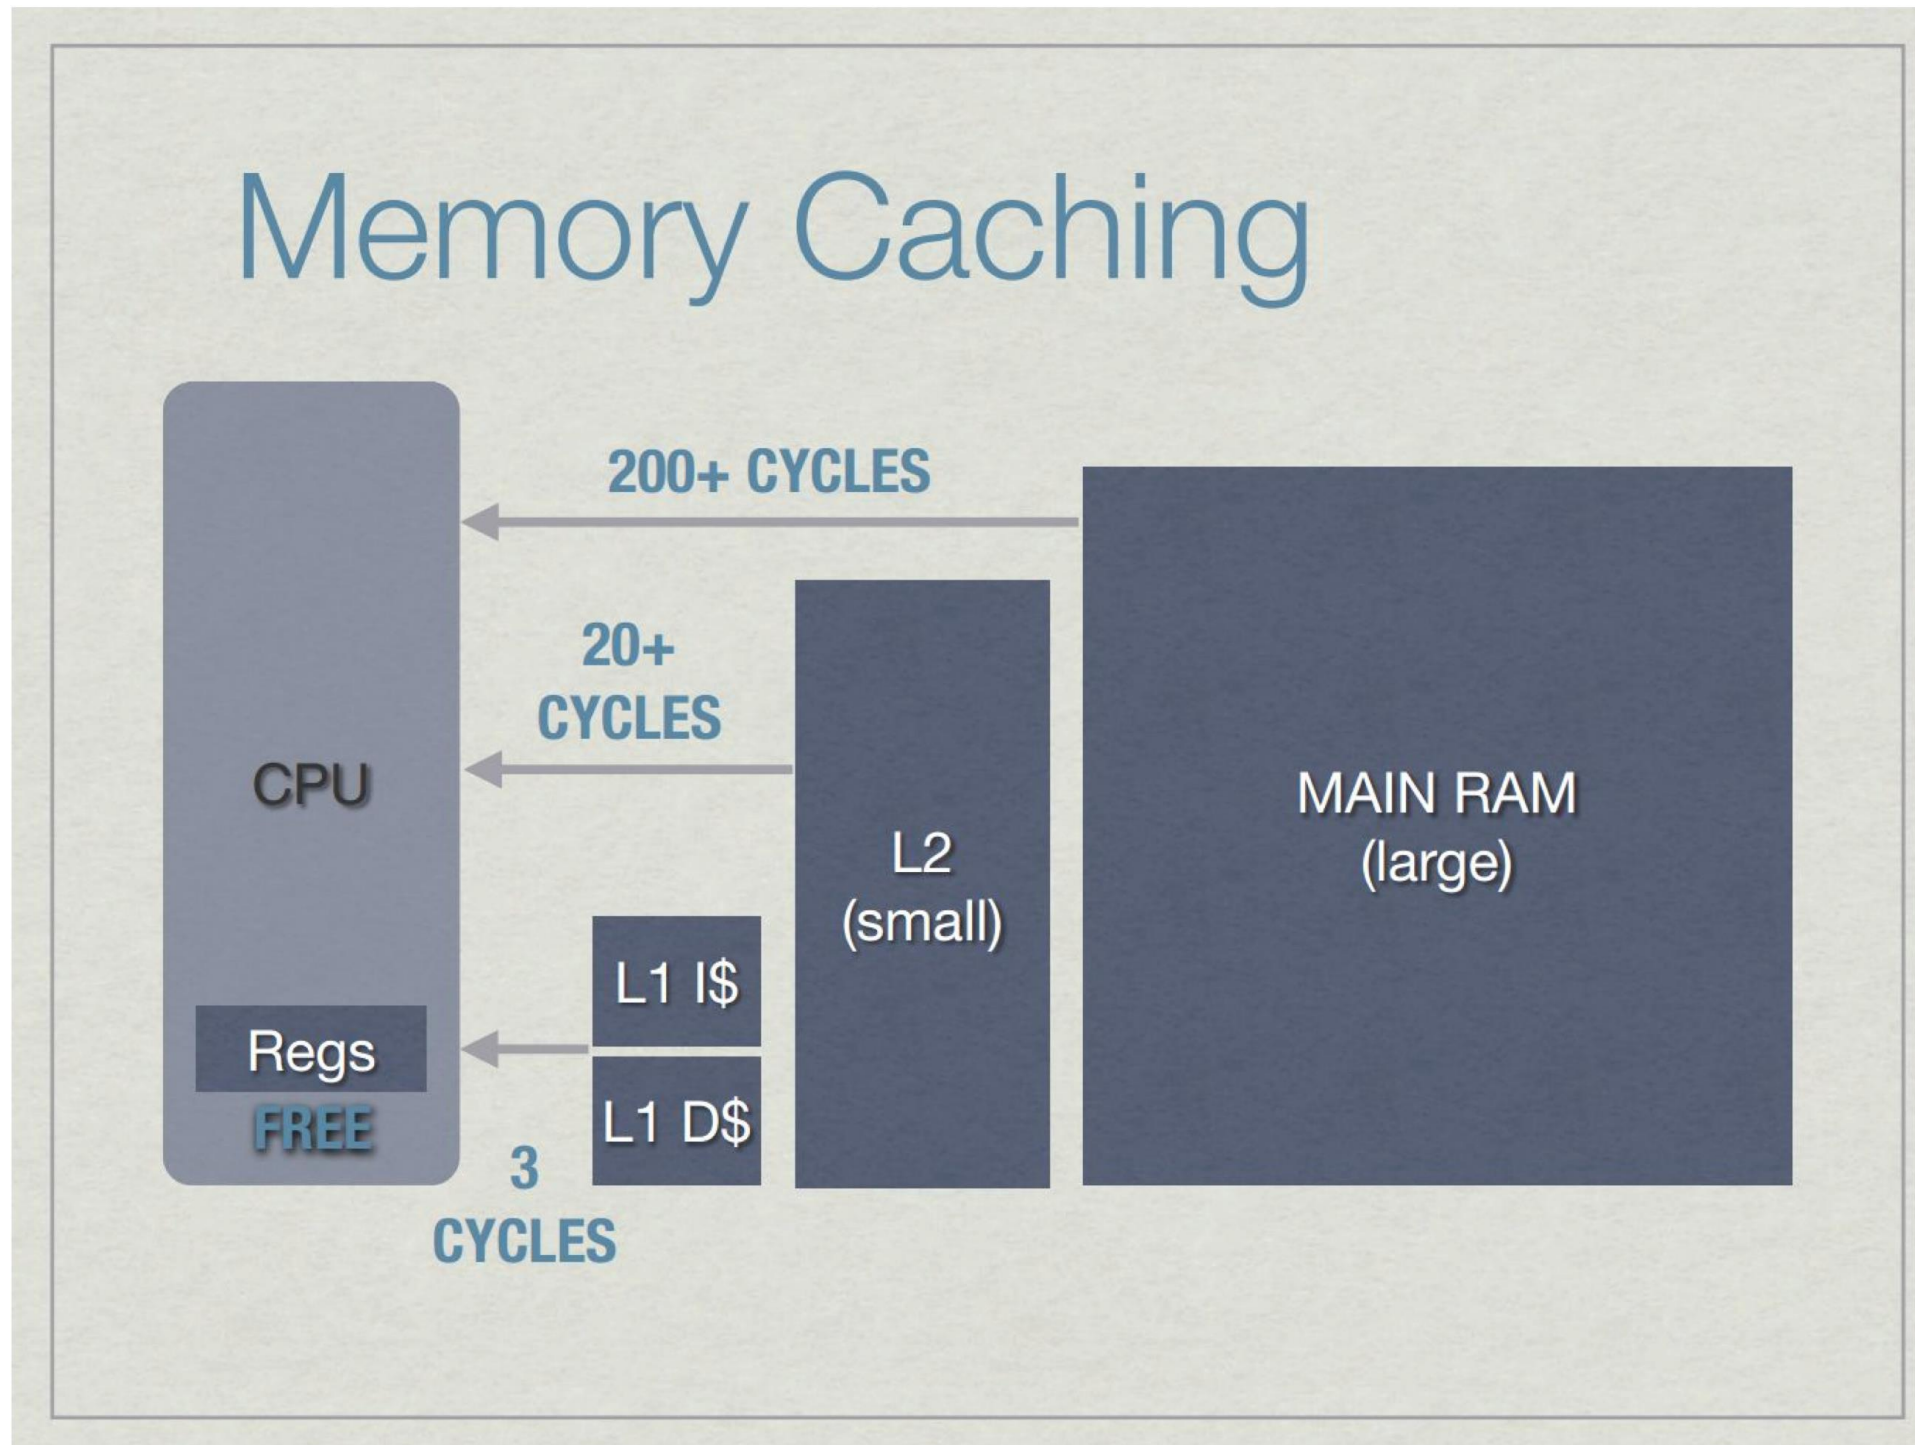 Memory Caching
200+ CYCLES
20+
CYCLES
CPU
MAIN RAM
(large)
L2
(small)
L1 I$
Regs
L1 D$
FREE
3
CYCLES